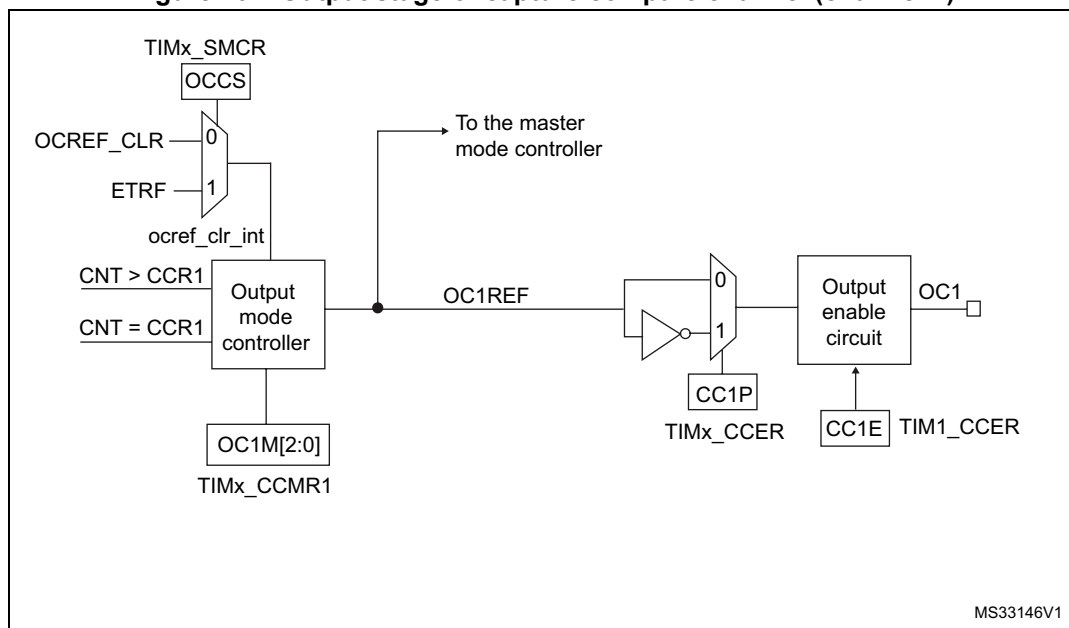 TIMx_SMCR
OCCS
OCREF_CLR
0
ETRF
1
ocref_clr_int
To the master
mode controller
CNT > CCR1
CNT = CCR1
Output
mode
controller
OC1REF
0
1
Output
enable
circuit
OC1
CC1P
TIMx_CCER
CC1E
TIM1_CCER
OC1M[2:0]
TIMx_CCMR1
MS33146V1